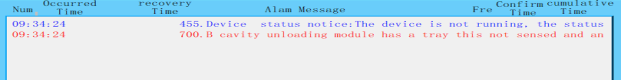 Num Occurred Time recovery Time Alam Message Fre Confirm Time cumulative Time
09:34:24 455.Device status notice:The device is not running, the status
09:34:24 700.B cavity unloading module has a tray this not sensed and an